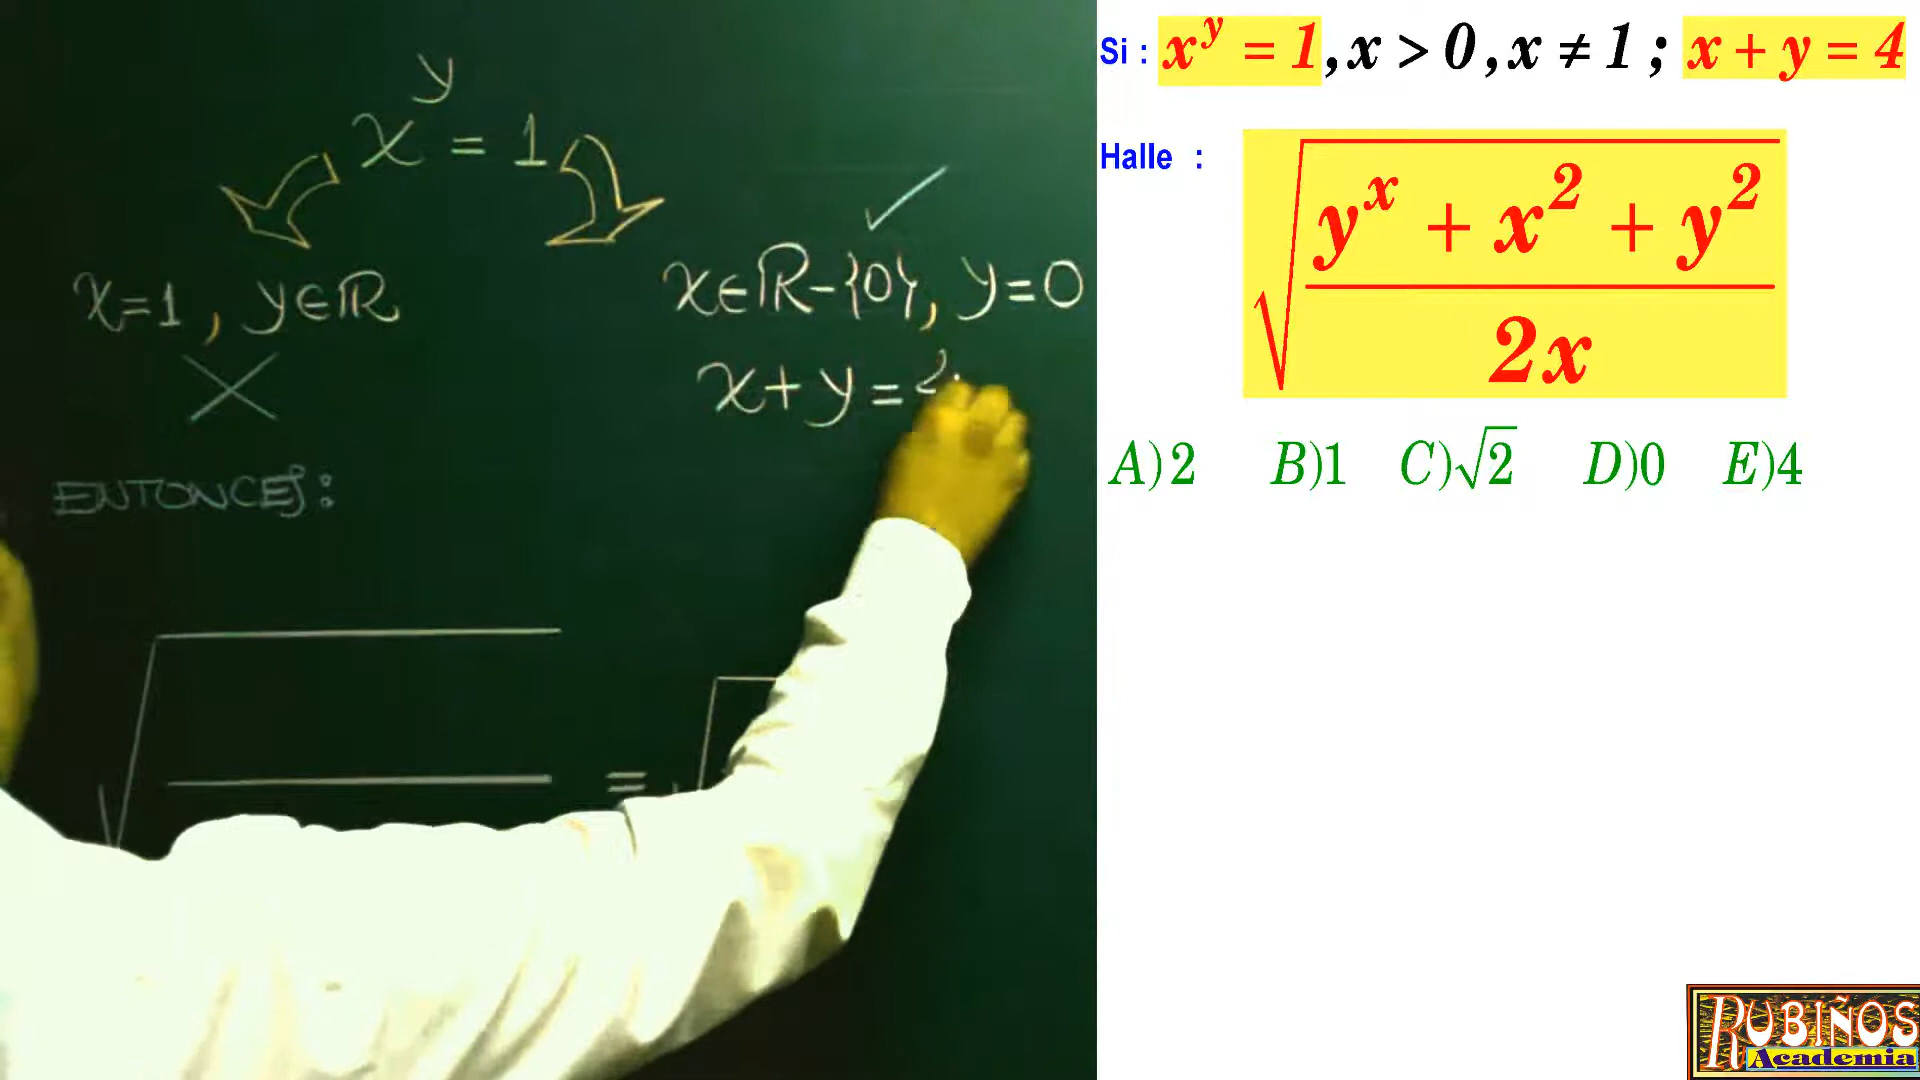 x^y = 1
x=1, y∈ℝ
x∈ℝ-{0}, y=0
x+y=
ENTONCES:
=
Si : x^y = 1, x > 0, x ≠ 1 ; x + y = 4
Halle : √((y^x + x^2 + y^2)/(2x))
A) 2 B) 1 C) √2 D) 0 E) 4
RUBIÑOS
Academia